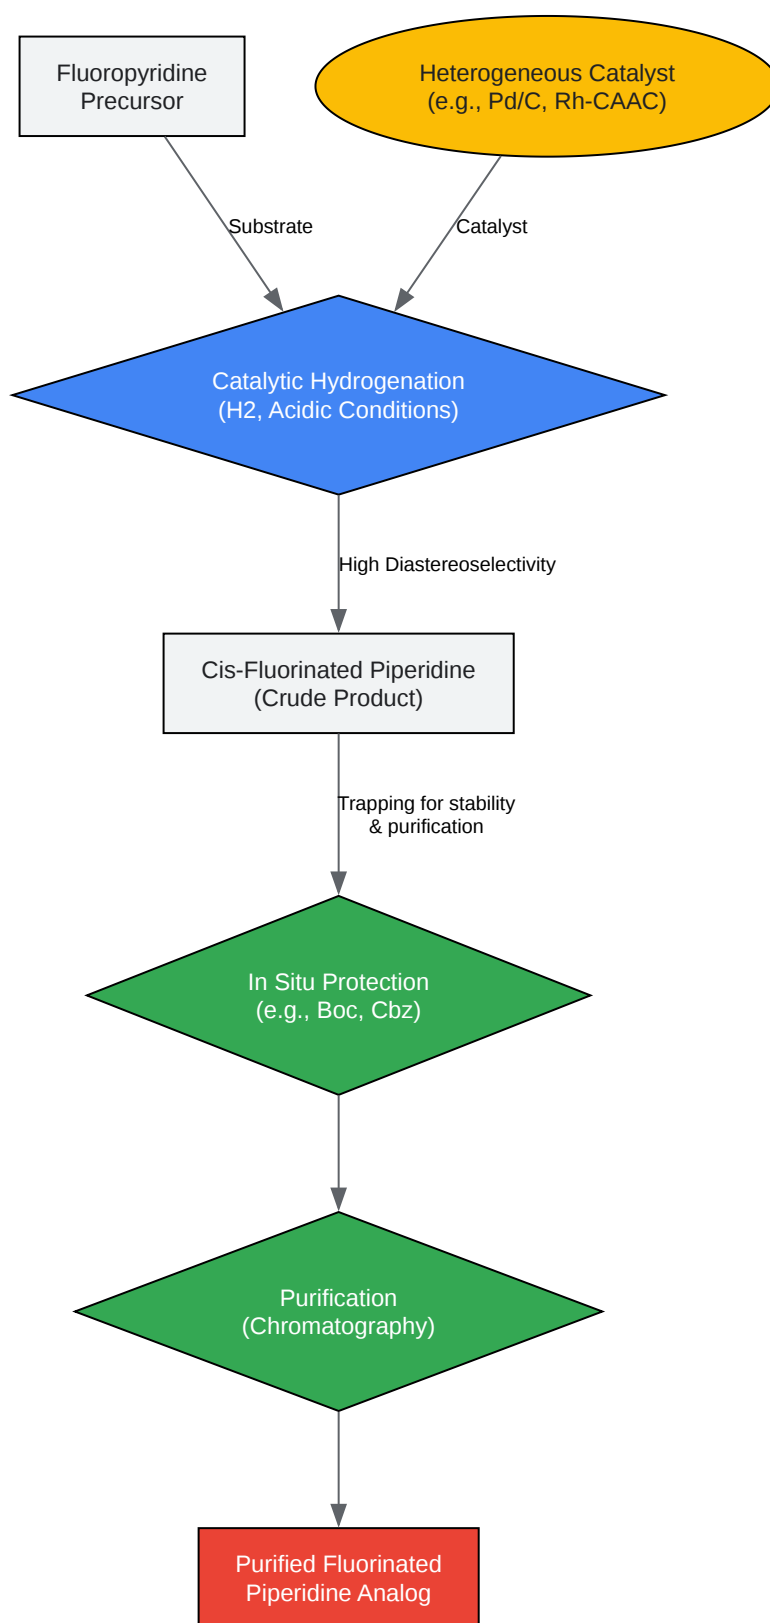 Fluoropyridine
Precursor
Heterogeneous Catalyst
(e.g., Pd/C, Rh-CAAC)
Substrate
Catalyst
Catalytic Hydrogenation
(H2, Acidic Conditions)
High Diastereoselectivity
Cis-Fluorinated Piperidine
(Crude Product)
Trapping for stability
& purification
In Situ Protection
(e.g., Boc, Cbz)
Purification
(Chromatography)
Purified Fluorinated
Piperidine Analog